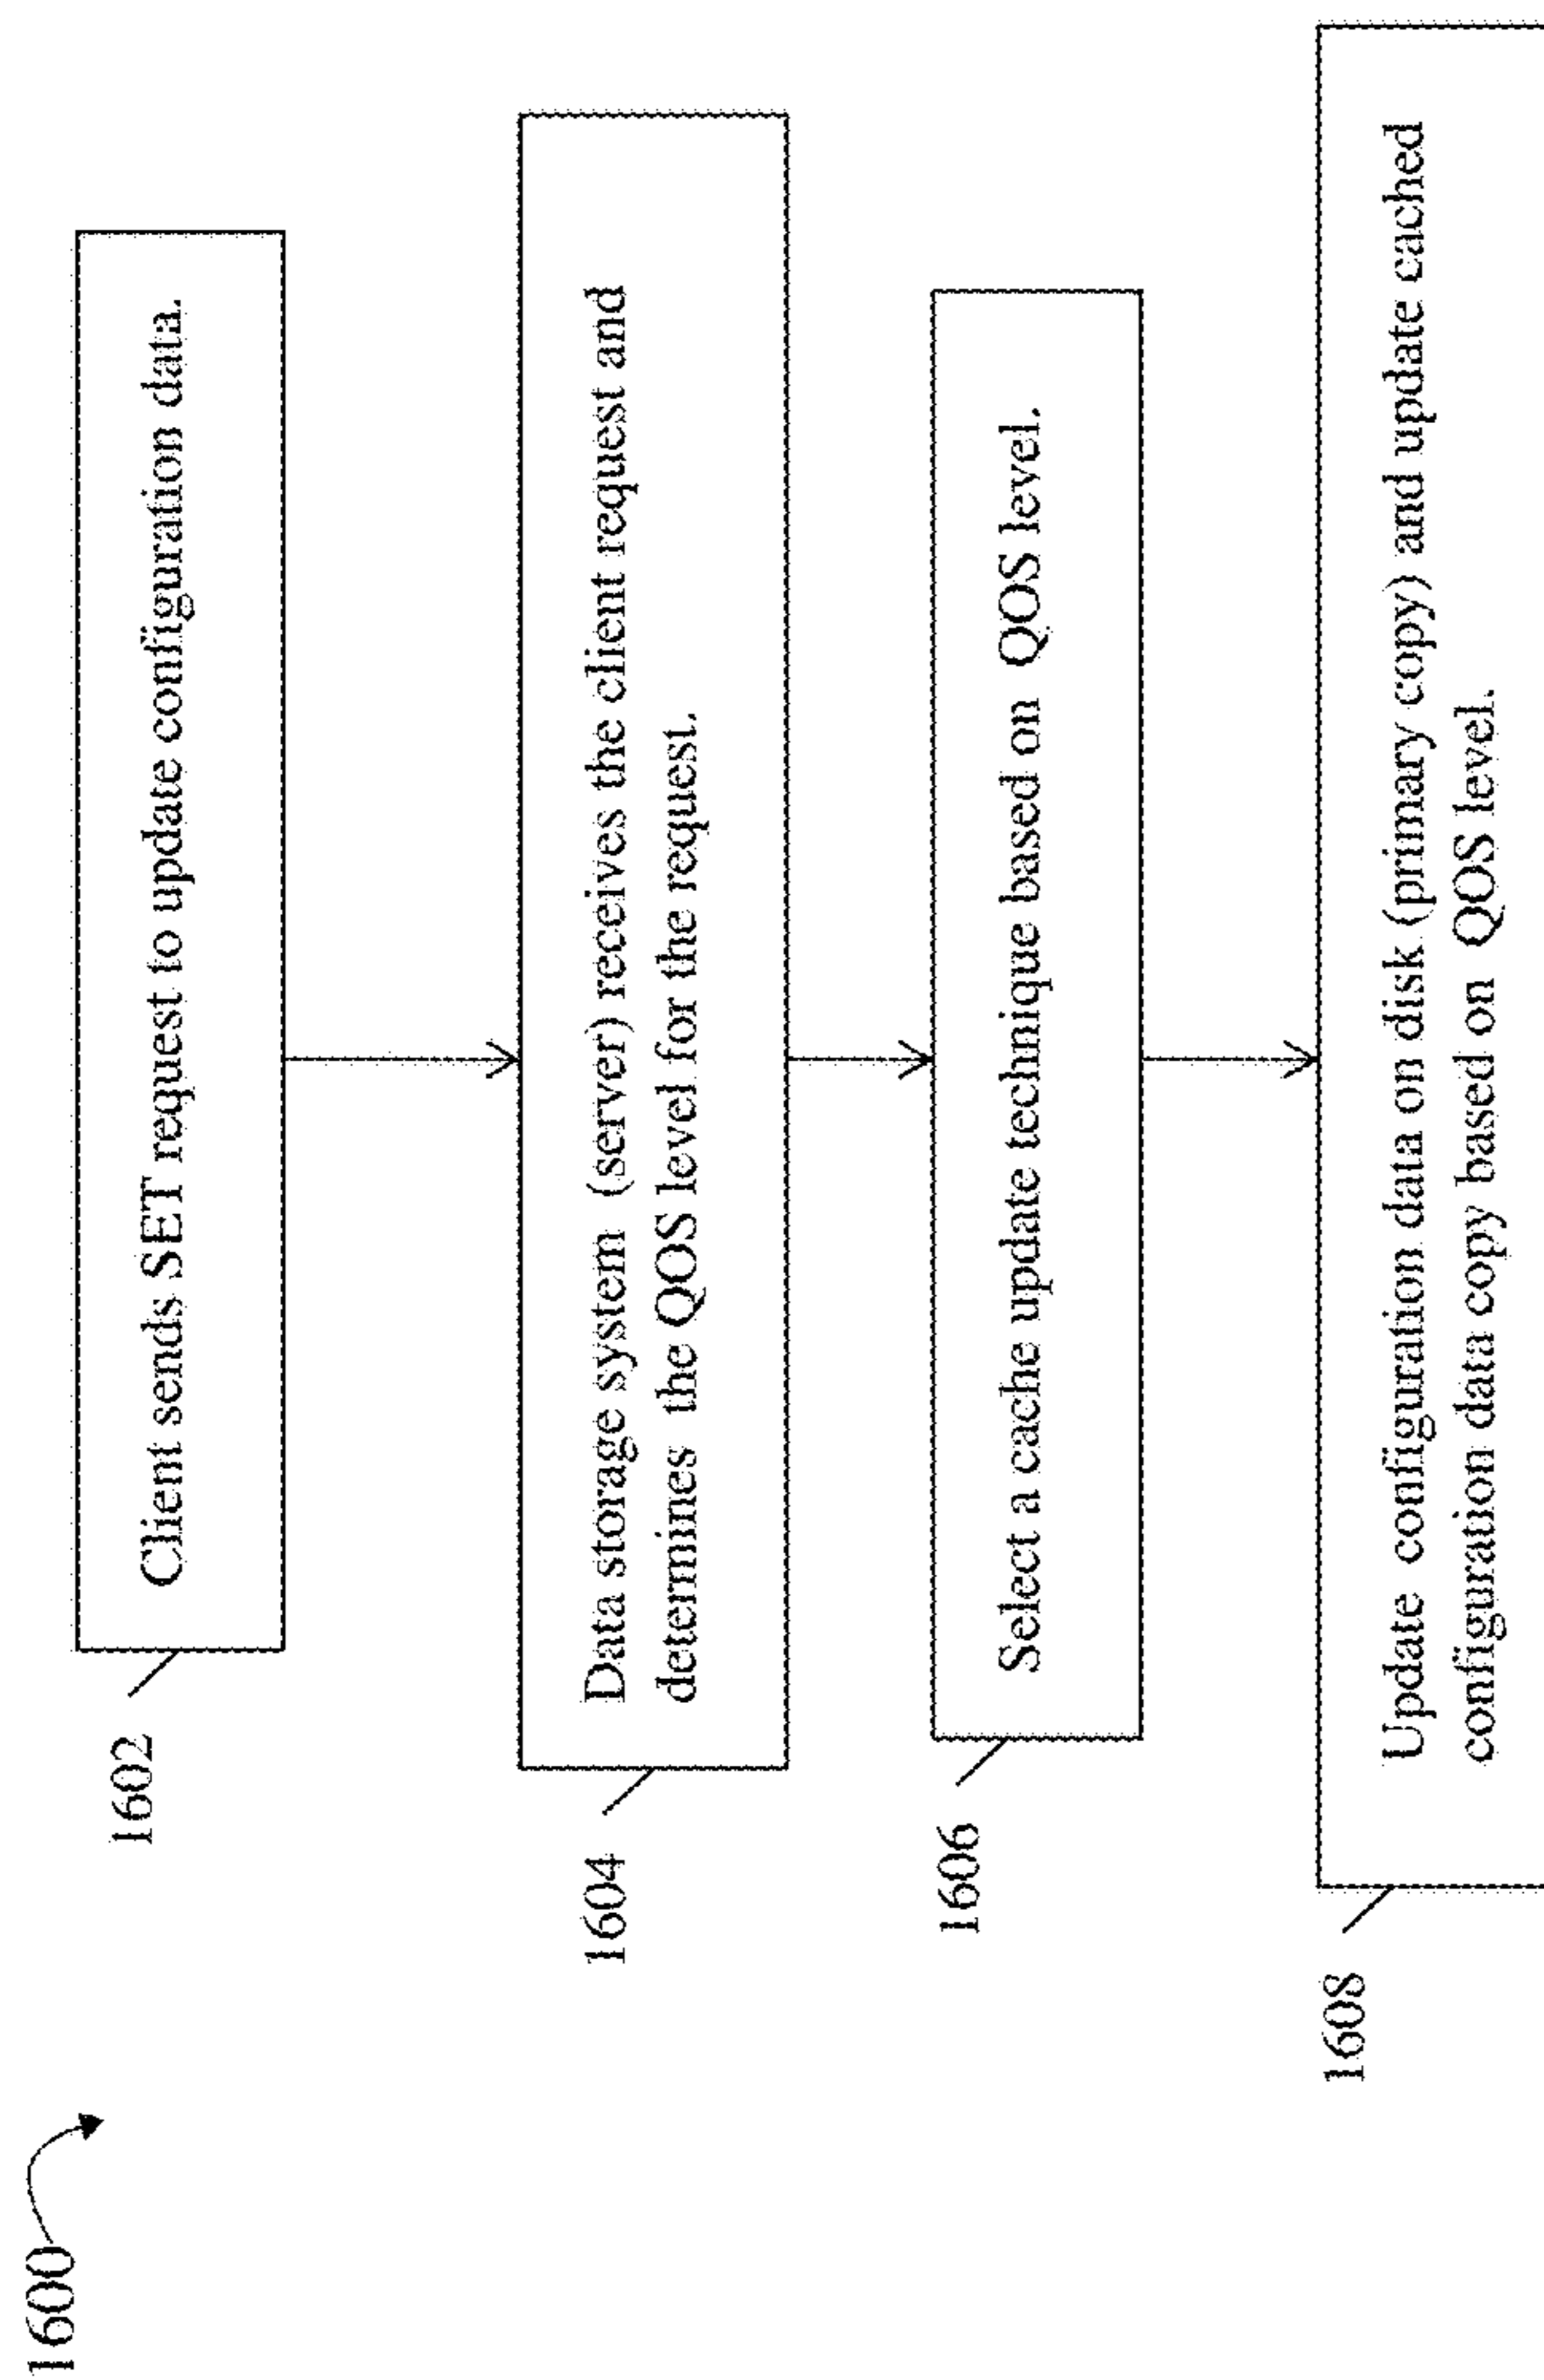 1600
1602
Client sends SET request to update configuration data.
1604
Data storage system (server) receives the client request and
determines the QOS level for the request.
1606
Select a cache update technique based on QOS level.
1608
Update configuration data on disk (primary copy) and update cached
configuration data copy based on QOS level.